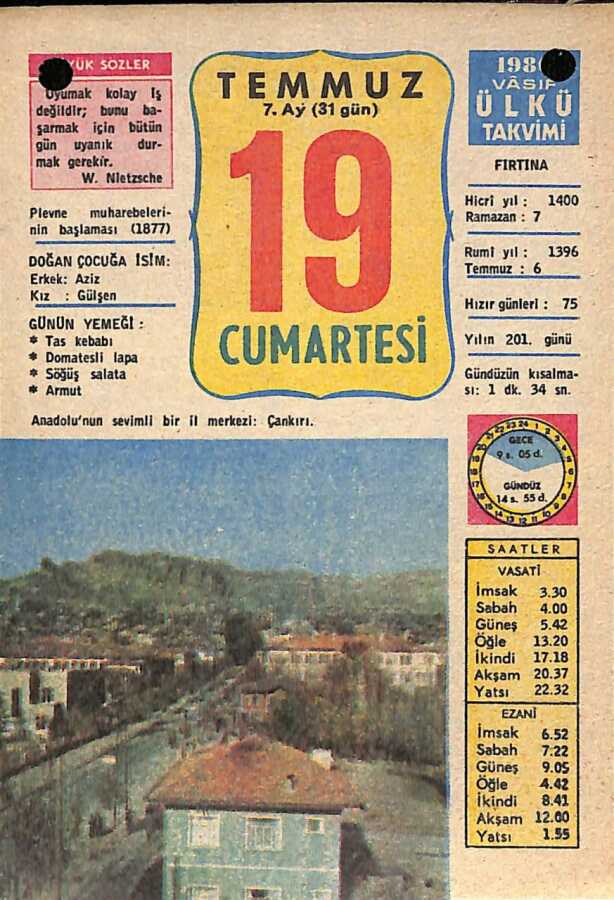 YÜK SÖZLER
Uyumak kolay iş
değildir; bunu ba-
şarmak için bütün
gün uyanık dur-
mak gerekir.
W. Nietzsche
Plevne muharebeleri-
nin başlaması (1877)
DOĞAN ÇOCUĞA İSİM:
Erkek: Aziz
Kız : Gülşen
GÜNÜN YEMEĞİ :
* Tas kebabı
* Domatesli lapa
* Söğüş salata
* Armut
TEMMUZ
7. Ay (31 gün)
19
CUMARTESİ
198
VÂSIF
ÜLKÜ
TAKVİMİ
FIRTINA
Hicrî yıl : 1400
Ramazan : 7
Rumî yıl : 1396
Temmuz : 6
Hızır günleri : 75
Yılın 201. günü
Gündüzün kısalma-
sı: 1 dk. 34 sn.
Anadolu'nun sevimli bir il merkezi: Çankırı.
GECE
9 s. 05 d.
GÜNDÜZ
14 s. 55 d.
SAATLER
VASATİ
İmsak 3.30
Sabah 4.00
Güneş 5.42
Öğle 13.20
İkindi 17.18
Akşam 20.37
Yatsı 22.32
EZANİ
İmsak 6.52
Sabah 7.22
Güneş 9.05
Öğle 4.42
İkindi 8.41
Akşam 12.00
Yatsı 1.55